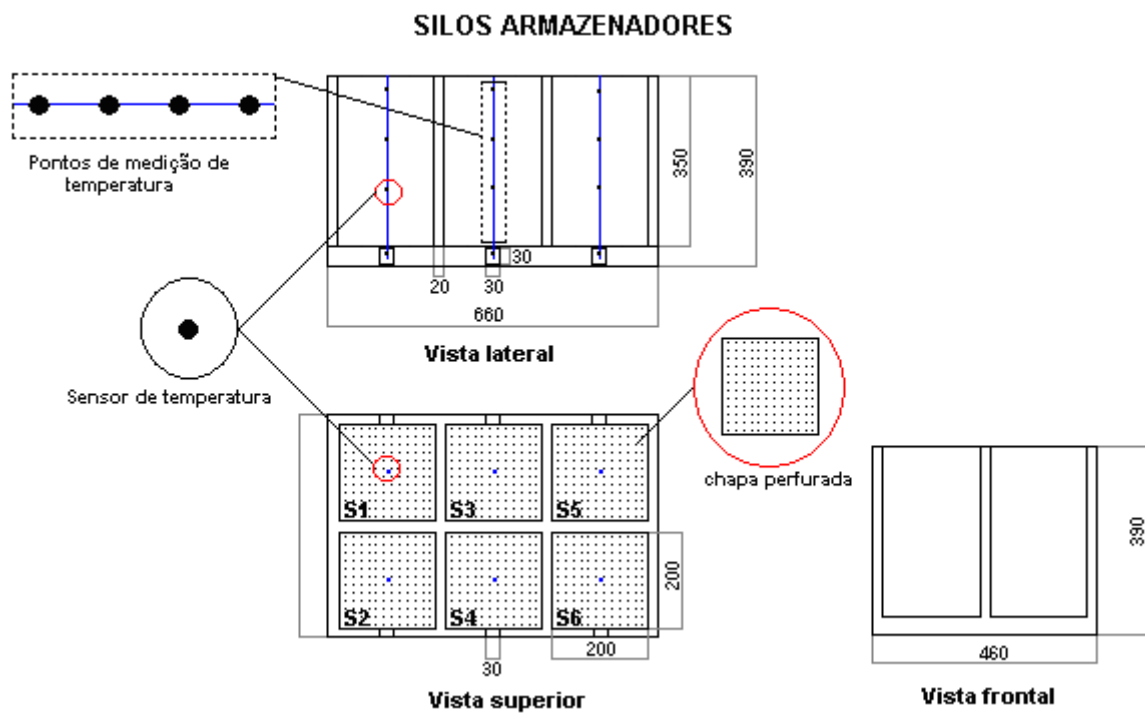 SILOS ARMAZENADORES
Pontos de medição de
temperatura
350
390
30
20
30
660
Vista lateral
Sensor de temperatura
chapa perfurada
S1
S3
S5
S2
S4
S6
200
30
200
Vista superior
390
460
Vista frontal